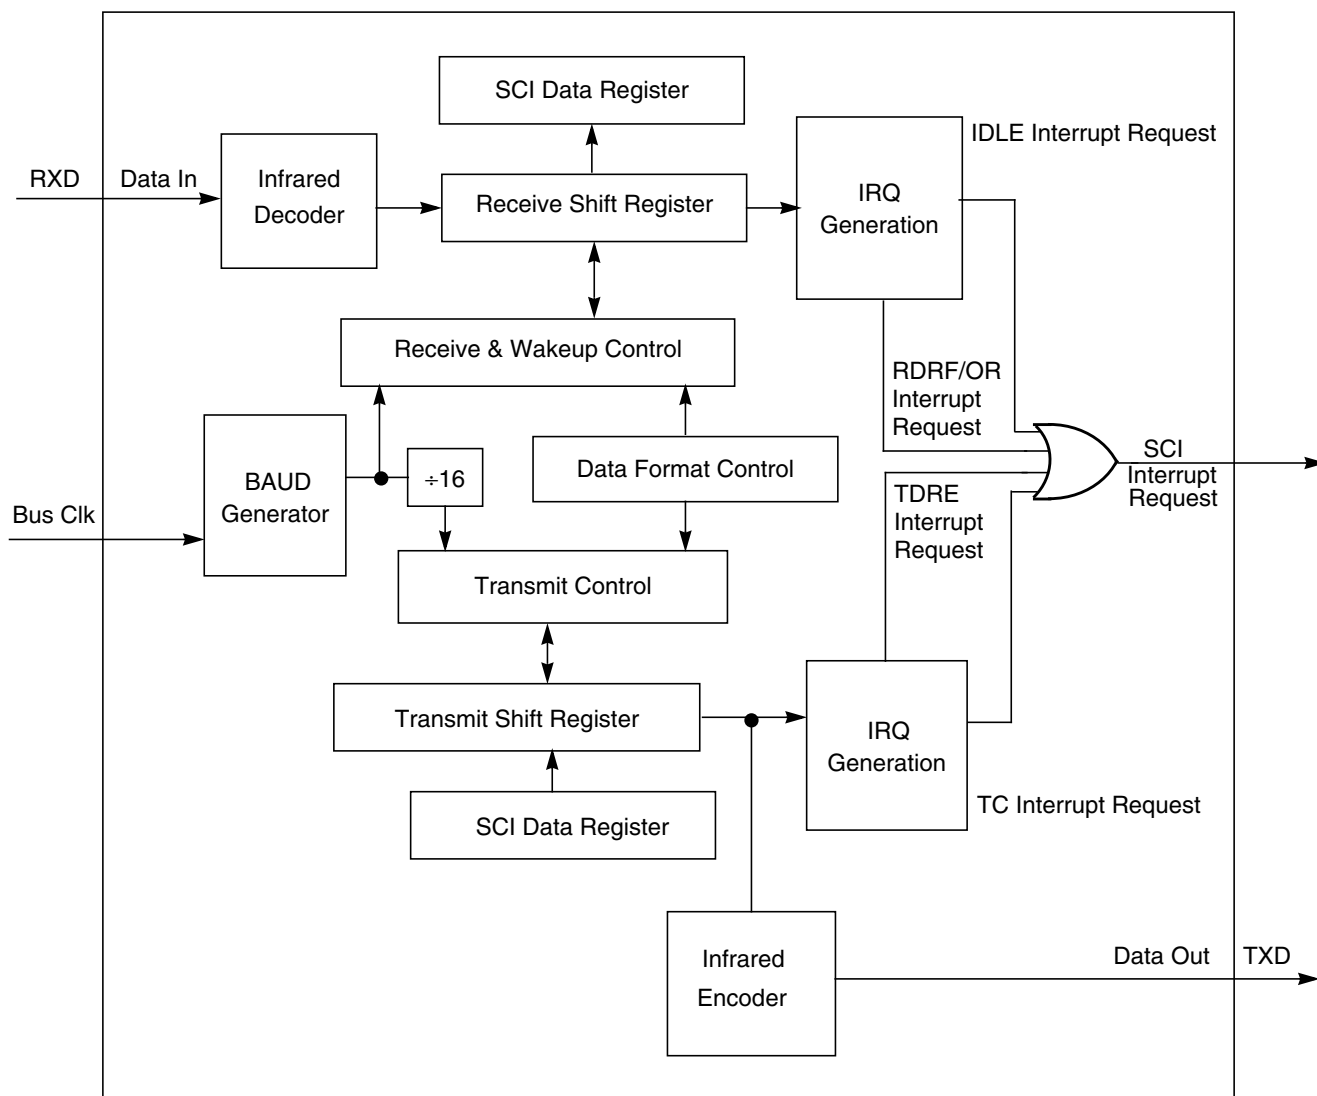 SCI Data Register
IDLE Interrupt Request
RXD
Data In
Infrared
Decoder
Receive Shift Register
IRQ
Generation
Receive & Wakeup Control
RDRF/OR
Interrupt
Request
BAUD
Generator
÷16
Data Format Control
SCI
Interrupt
Request
Bus Clk
TDRE
Interrupt
Request
Transmit Control
Transmit Shift Register
IRQ
Generation
SCI Data Register
TC Interrupt Request
Infrared
Encoder
Data Out
TXD